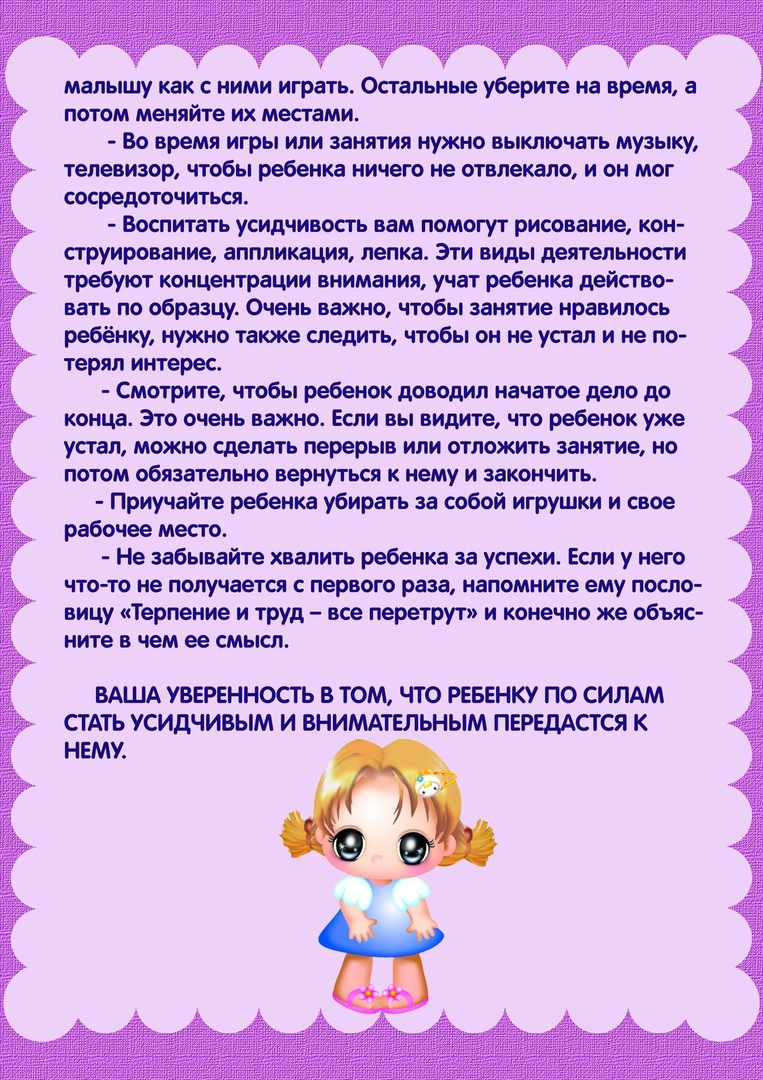 малышу как с ними играть. Остальные уберите на время, а
потом меняйте их местами.
- Во время игры или занятия нужно выключать музыку,
телевизор, чтобы ребенка ничего не отвлекало, и он мог
сосредоточиться.
- Воспитать усидчивость вам помогут рисование, кон-
струирование, аппликация, лепка. Эти виды деятельности
требуют концентрации внимания, учат ребенка действо-
вать по образцу. Очень важно, чтобы занятие нравилось
ребёнку, нужно также следить, чтобы он не устал и не по-
терял интерес.
- Смотрите, чтобы ребенок доводил начатое дело до
конца. Это очень важно. Если вы видите, что ребенок уже
устал, можно сделать перерыв или отложить занятие, но
потом обязательно вернуться к нему и закончить.
- Приучайте ребенка убирать за собой игрушки и свое
рабочее место.
- Не забывайте хвалить ребенка за успехи. Если у него
что-то не получается с первого раза, напомните ему посло-
вицу «Терпение и труд – все перетрут» и конечно же объяс-
ните в чем ее смысл.
ВАША УВЕРЕННОСТЬ В ТОМ, ЧТО РЕБЕНКУ ПО СИЛАМ
СТАТЬ УСИДЧИВЫМ И ВНИМАТЕЛЬНЫМ ПЕРЕДАСТСЯ К
НЕМУ.